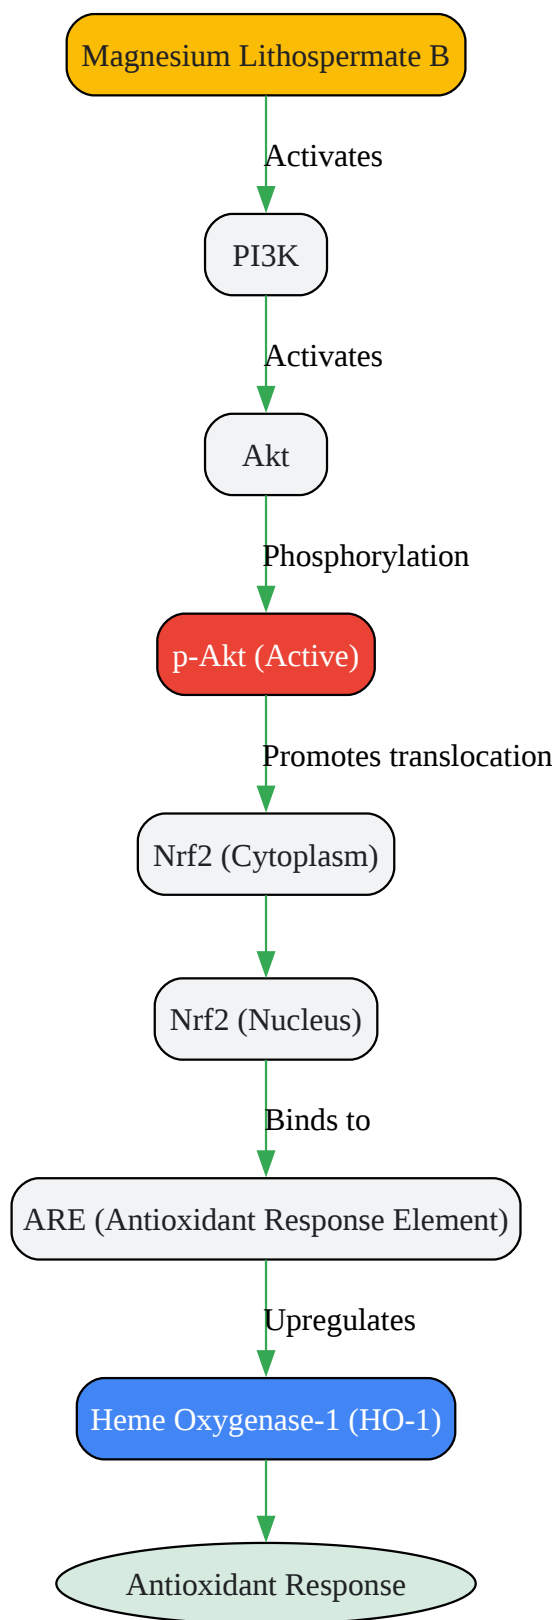 Magnesium Lithospermate B
Activates
PI3K
Activates
Akt
Phosphorylation
p-Akt (Active)
Promotes translocation
Nrf2 (Cytoplasm)
Nrf2 (Nucleus)
Binds to
ARE (Antioxidant Response Element)
Upregulates
Heme Oxygenase-1 (HO-1)
Antioxidant Response